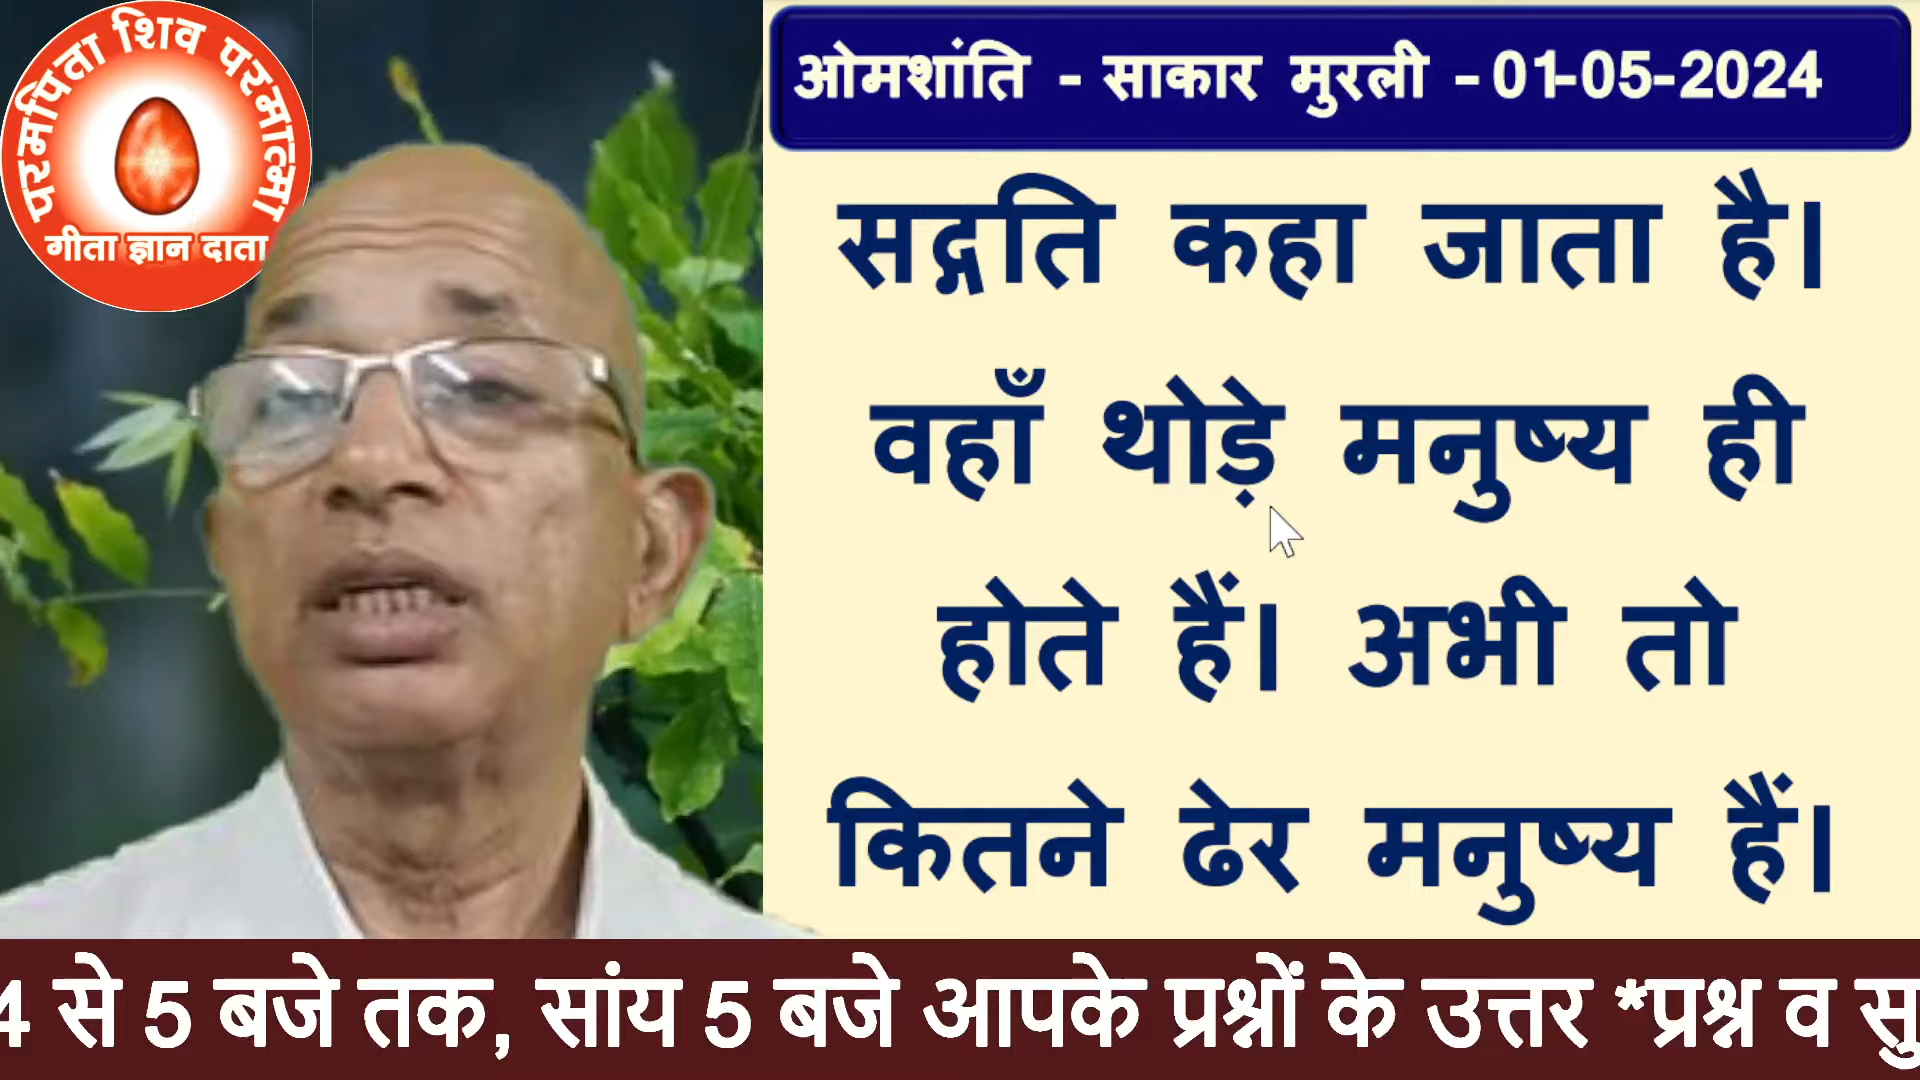 परमपिता शिव परमात्मा
गीता ज्ञान दाता
ओमशांति - साकार मुरली - 01-05-2024
सद्गति कहा जाता है।
वहाँ थोड़े मनुष्य ही
होते हैं। अभी तो
कितने ढेर मनुष्य हैं।
4 से 5 बजे तक, सांय 5 बजे आपके प्रश्नों के उत्तर *प्रश्न व सु